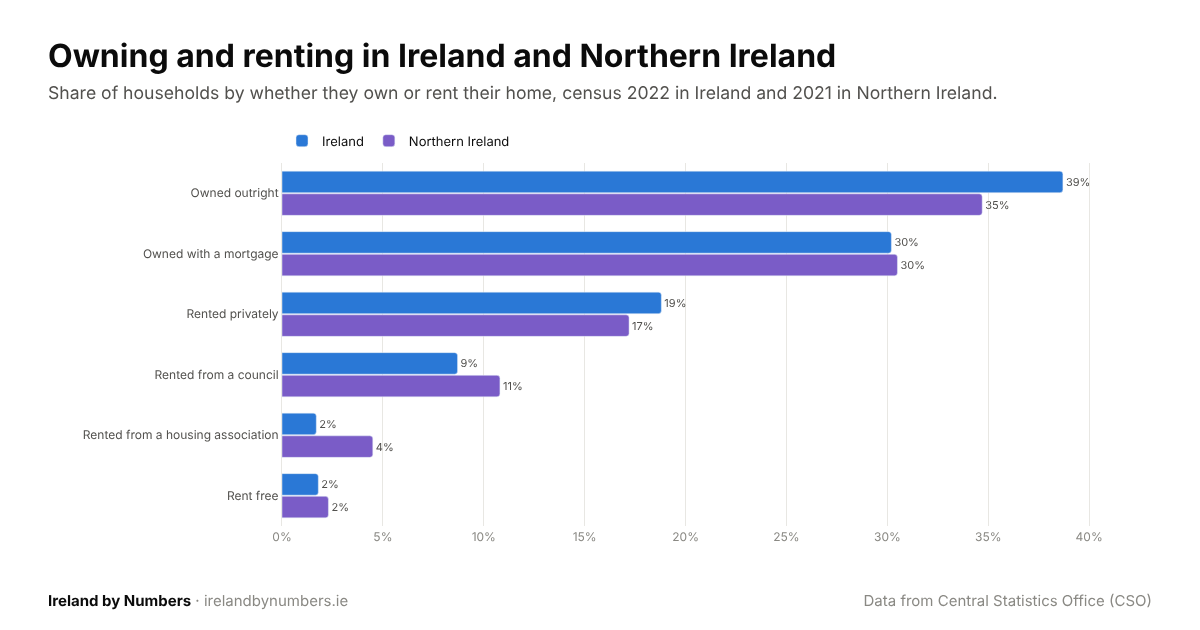 Owning and renting in Ireland and Northern Ireland
Share of households by whether they own or rent their home, census 2022 in Ireland and 2021 in Northern Ireland.
Ireland
Northern Ireland
Owned outright
39%
35%
Owned with a mortgage
30%
30%
Rented privately
19%
17%
Rented from a council
9%
11%
Rented from a housing association
2%
4%
Rent free
2%
2%
0% 5% 10% 15% 20% 25% 30% 35% 40%
Ireland by Numbers · irelandbynumbers.ie
Data from Central Statistics Office (CSO)